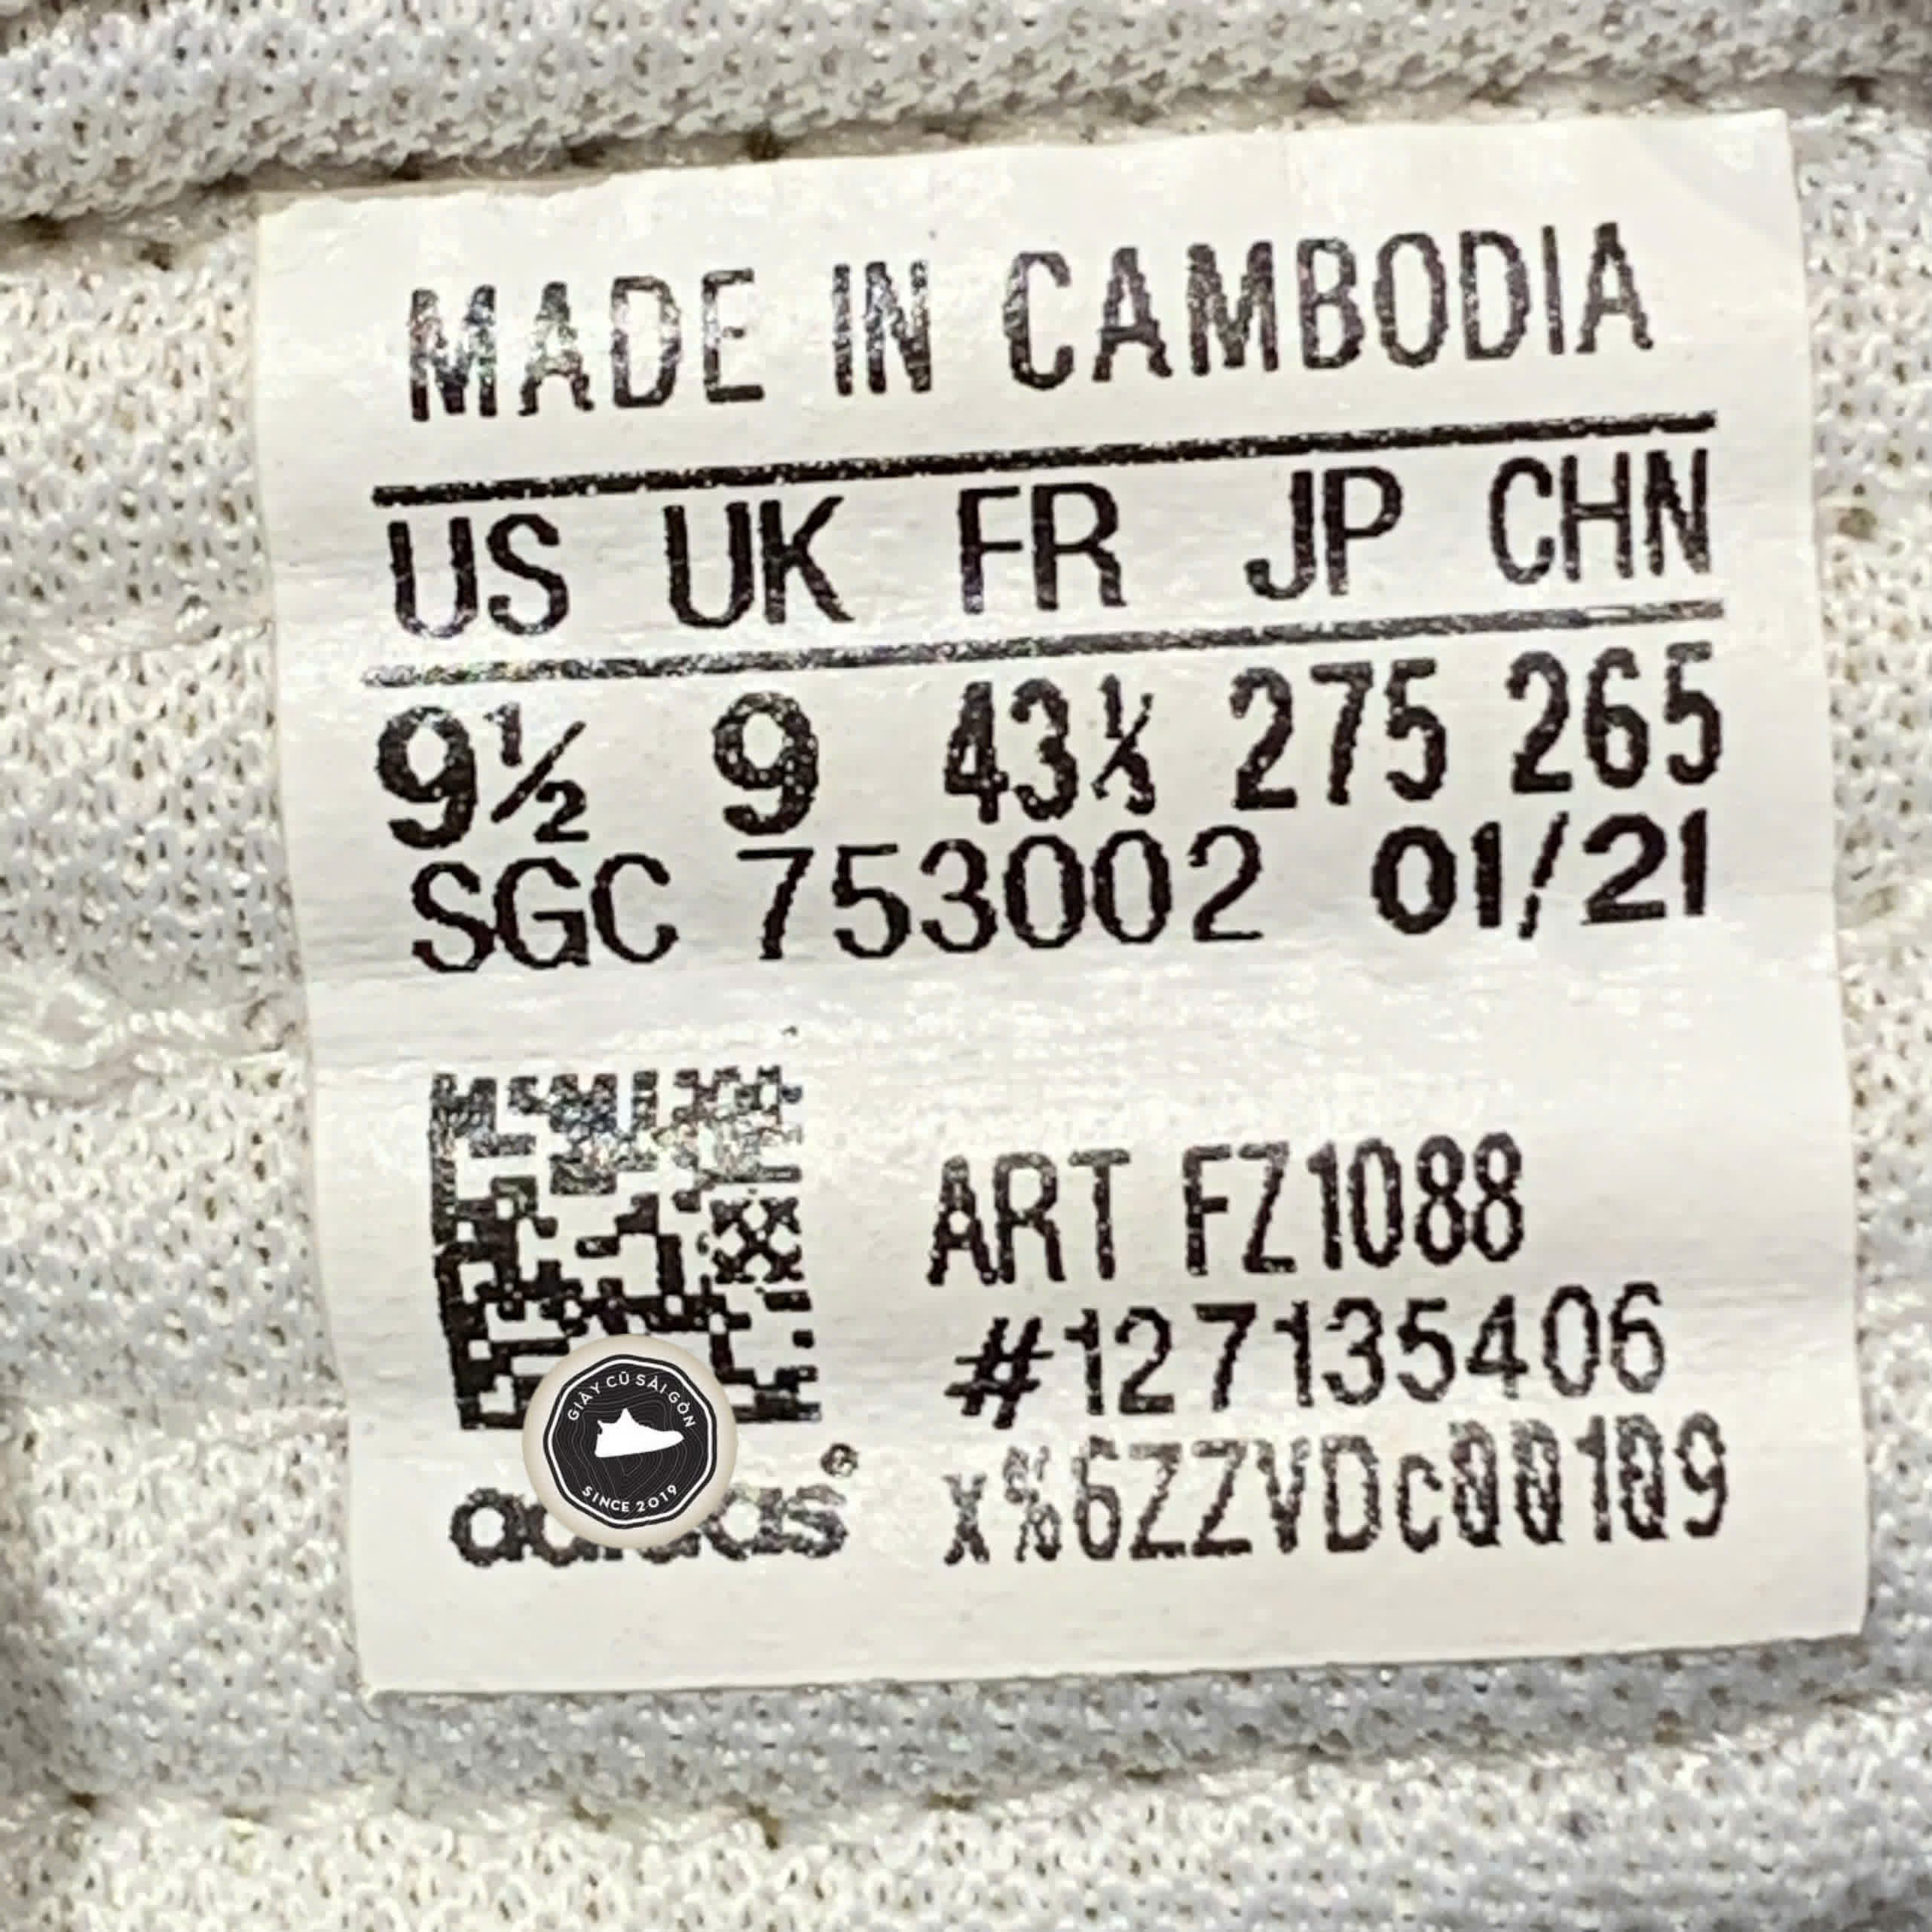 MADE IN CAMBODIA
US UK FR JP CHN
9½ 9 43⅓ 275 265
SGC 753002 01/21
ART FZ1088
#127135406
x%6ZZVDc00109
GIÀY CŨ SÀI GÒN
SINCE 2019